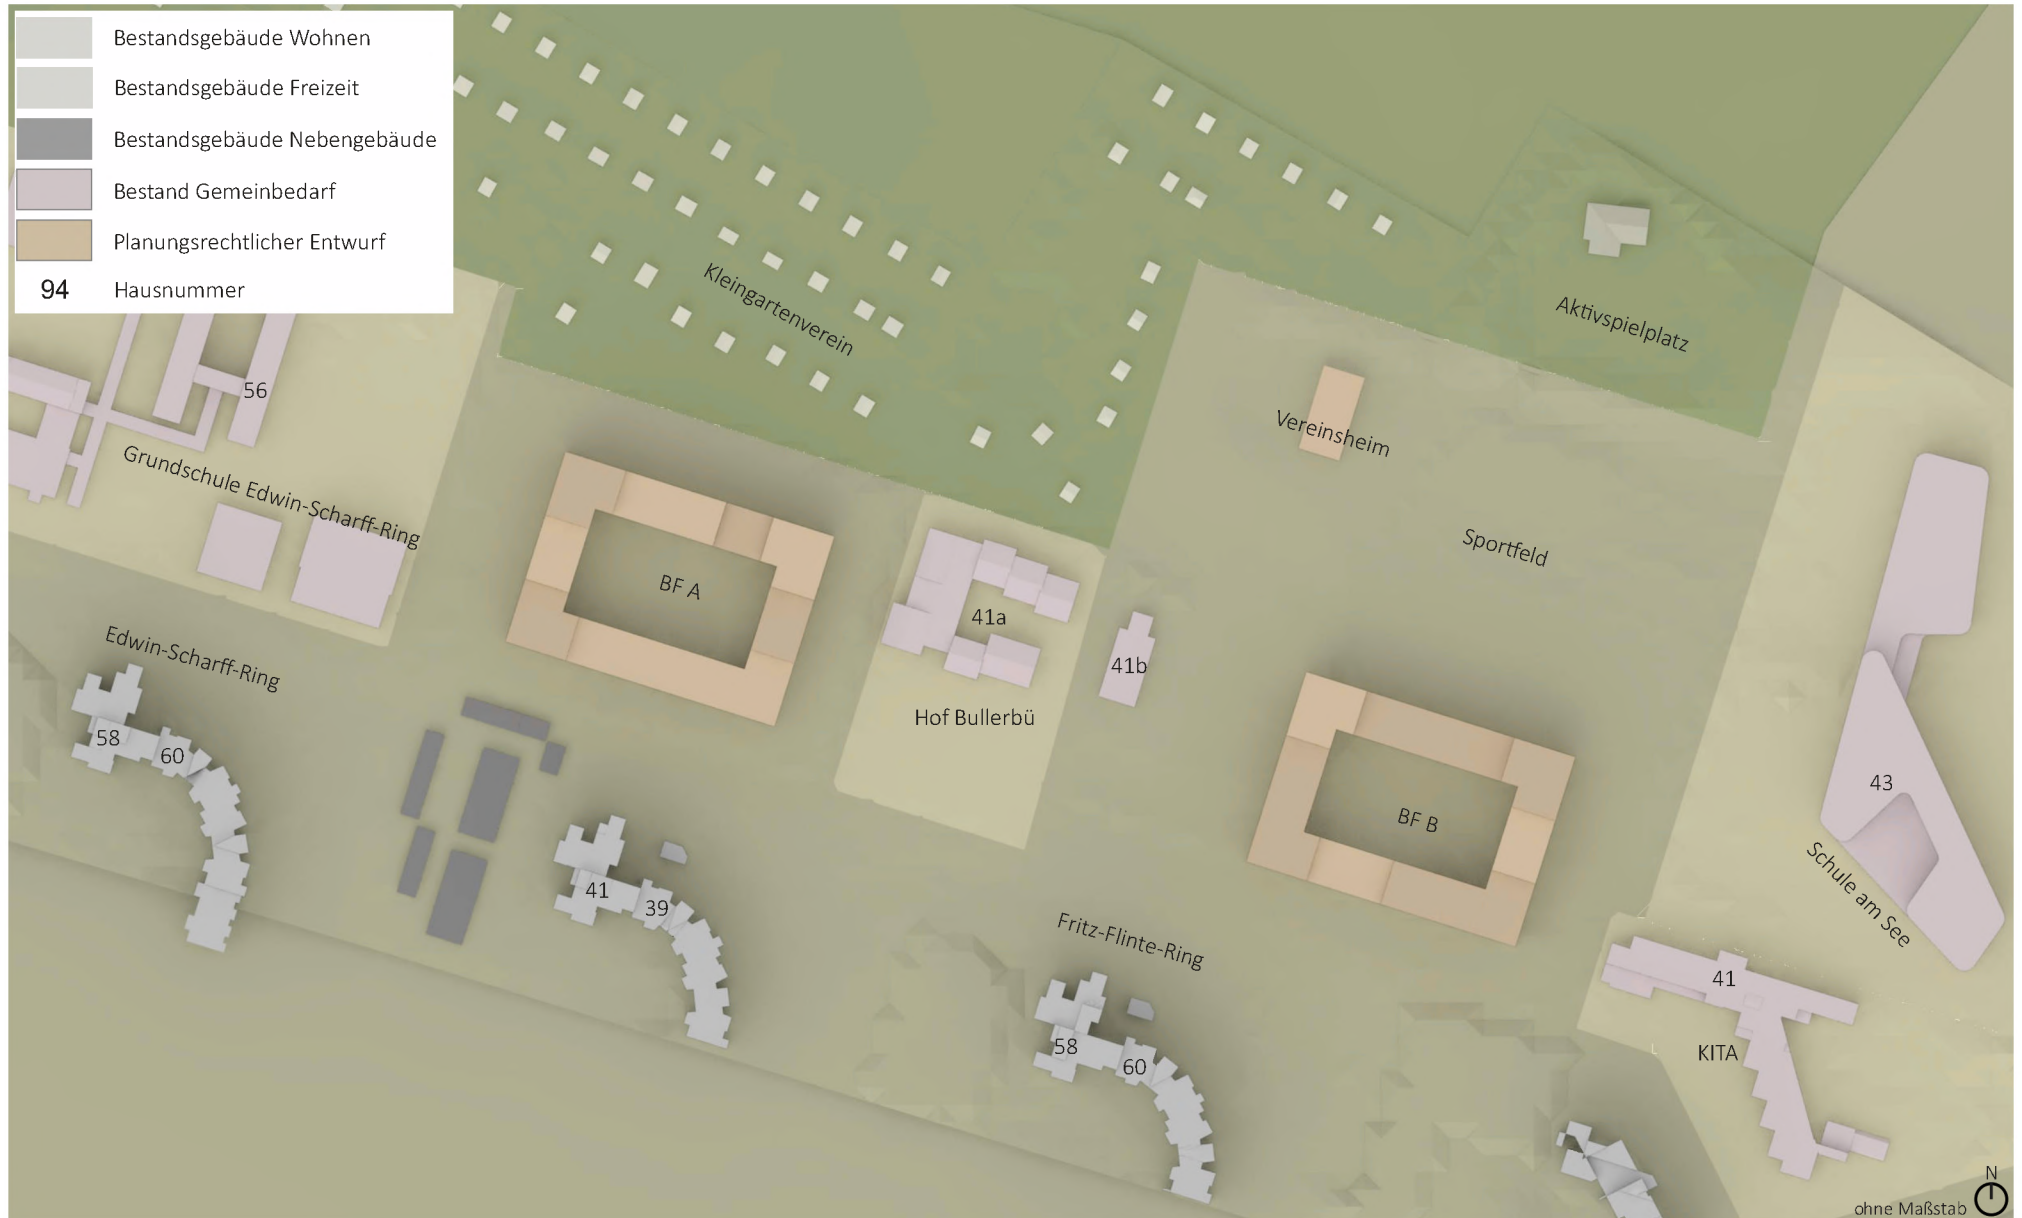 Bestandsgebäude Wohnen
Bestandsgebäude Freizeit
Bestandsgebäude Nebengebäude
Bestand Gemeinbedarf
Planungsrechtlicher Entwurf
94 Hausnummer
Kleingartenverein
Aktivspielplatz
56
Vereinsheim
Grundschule Edwin-Scharff-Ring
Sportfeld
BF A
41a
Edwin-Scharff-Ring
41b
Hof Bullerbü
58
60
43
BF B
Schule am See
41
39
Fritz-Flinte-Ring
41
KITA
58
60
N
ohne Maßstab